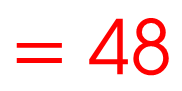 = 48